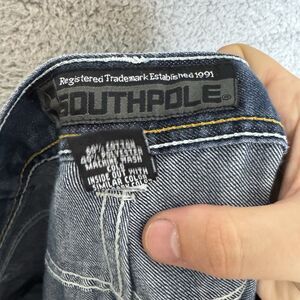 Registered Trademark Established 1991
SOUTHPOLE
MACHINE WASH
INSIDE OUT WITH
SIMILAR COLORS